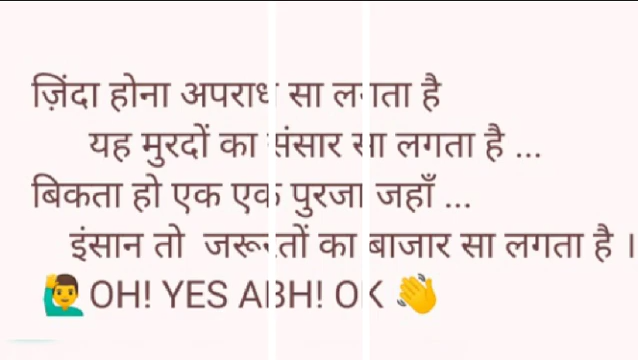 ज़िंदा होना अपराध सा लगता है
यह मुरदों का संसार सा लगता है ...
बिकता हो एक एक पुरजा जहाँ ...
इंसान तो जरूरतों का बाजार सा लगता है ।
🙋‍♂️ OH! YES ABH! OK 👋